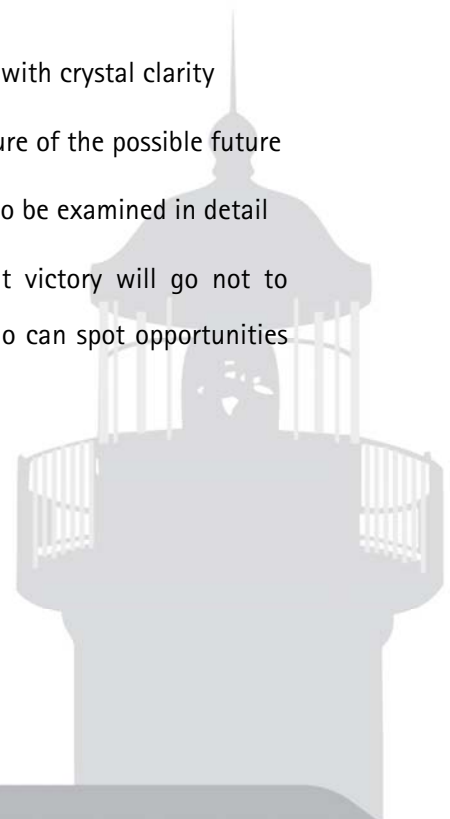 with crystal clarity
ure of the possible future
o be examined in detail
t victory will go not to
o can spot opportunities